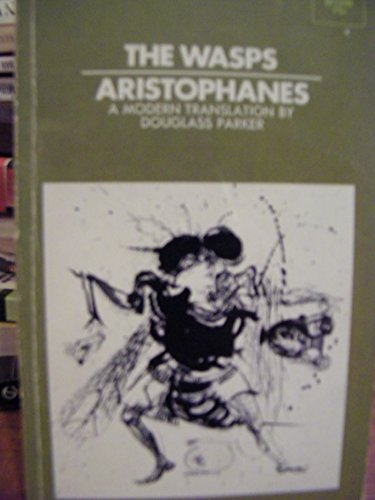 THE WASPS
ARISTOPHANES
A MODERN TRANSLATION BY
DOUGLASS PARKER